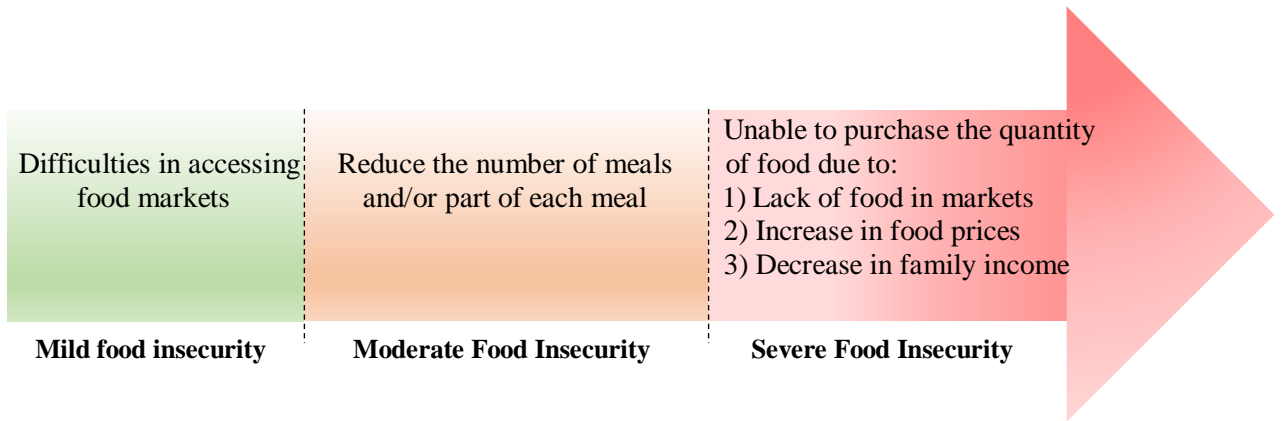 Difficulties in accessing
food markets
Reduce the number of meals
and/or part of each meal
Unable to purchase the quantity
of food due to:
1) Lack of food in markets
2) Increase in food prices
3) Decrease in family income
Mild food insecurity
Moderate Food Insecurity
Severe Food Insecurity